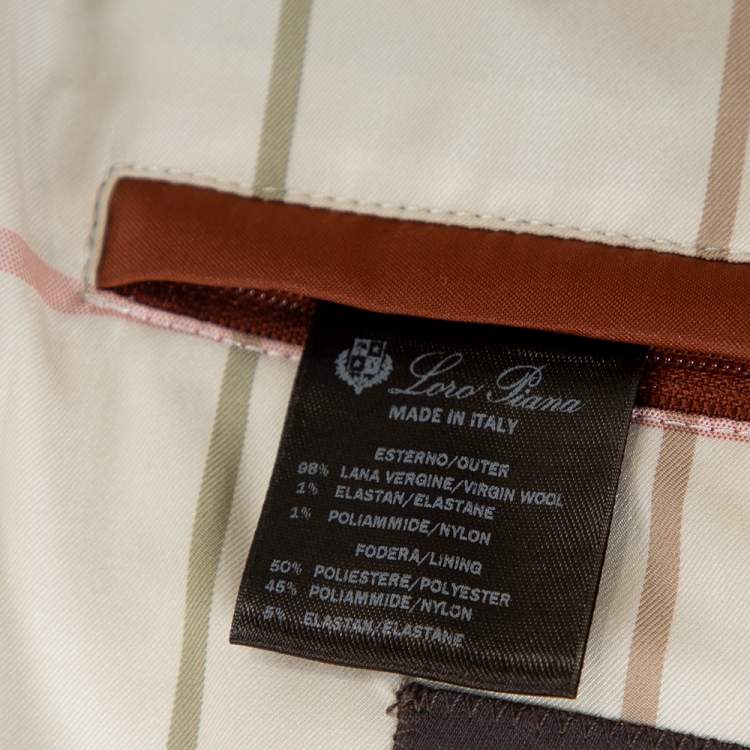 Loro Piana
MADE IN ITALY
ESTERNO/OUTER
98% LANA VERGINE/VIRGIN WOOL
1% ELASTAN/ELASTANE
1% POLIAMMIDE/NYLON
FODERA/LINING
50% POLIESTERE/POLYESTER
45% POLIAMMIDE/NYLON
5% ELASTAN/ELASTANE